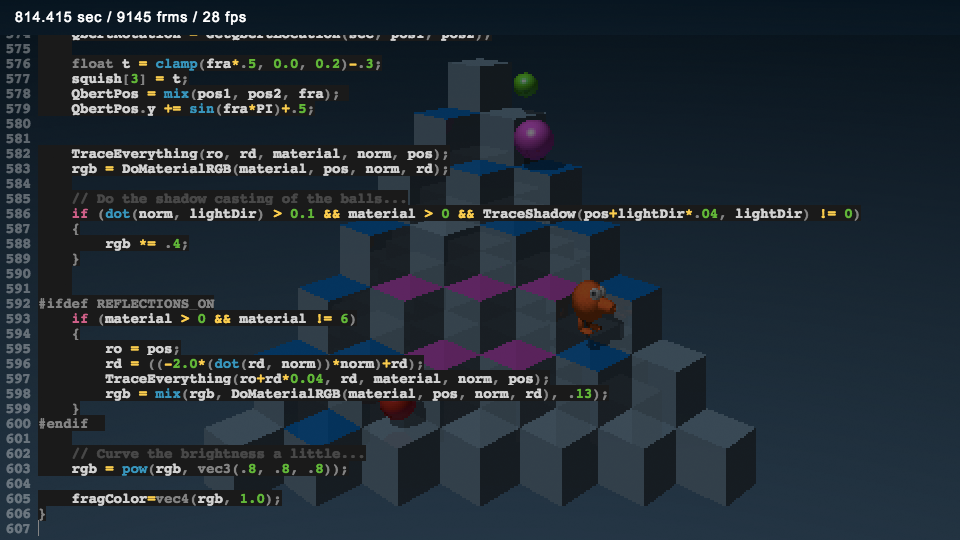 814.415 sec / 9145 frms / 28 fps
574 QbertRotation = GetQbertLocation(sec, pos1, pos2);
575
576 float t = clamp(fra*.5, 0.0, 0.2)-.3;
577 squish[3] = t;
578 QbertPos = mix(pos1, pos2, fra);
579 QbertPos.y += sin(fra*PI)+.5;
580
581
582 TraceEverything(ro, rd, material, norm, pos);
583 rgb = DoMaterialRGB(material, pos, norm, rd);
584
585 // Do the shadow casting of the balls...
586 if (dot(norm, lightDir) > 0.1 && material > 0 && TraceShadow(pos+lightDir*.04, lightDir) != 0)
587 {
588 rgb *= .4;
589 }
590
591
592 #ifdef REFLECTIONS_ON
593 if (material > 0 && material != 6)
594 {
595 ro = pos;
596 rd = ((-2.0*(dot(rd, norm))*norm)+rd);
597 TraceEverything(ro+rd*0.04, rd, material, norm, pos);
598 rgb = mix(rgb, DoMaterialRGB(material, pos, norm, rd), .13);
599 }
600 #endif
601
602 // Curve the brightness a little...
603 rgb = pow(rgb, vec3(.8, .8, .8));
604
605 fragColor=vec4(rgb, 1.0);
606 }
607